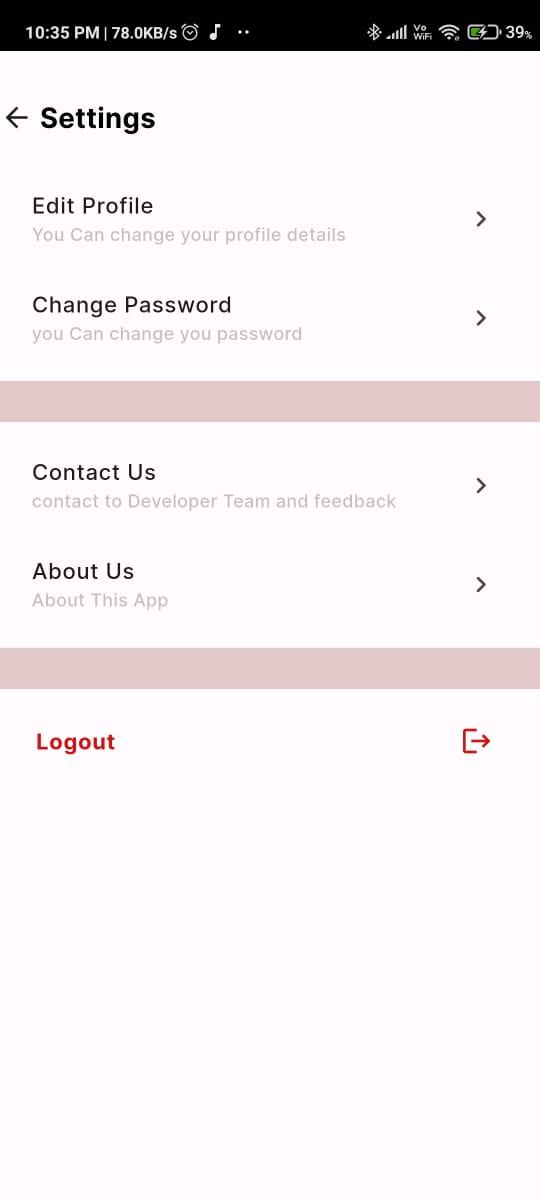 10:35 PM | 78.0KB/s
Vo WiFi 39%
Settings
Edit Profile
You Can change your profile details
Change Password
you Can change you password
Contact Us
contact to Developer Team and feedback
About Us
About This App
Logout